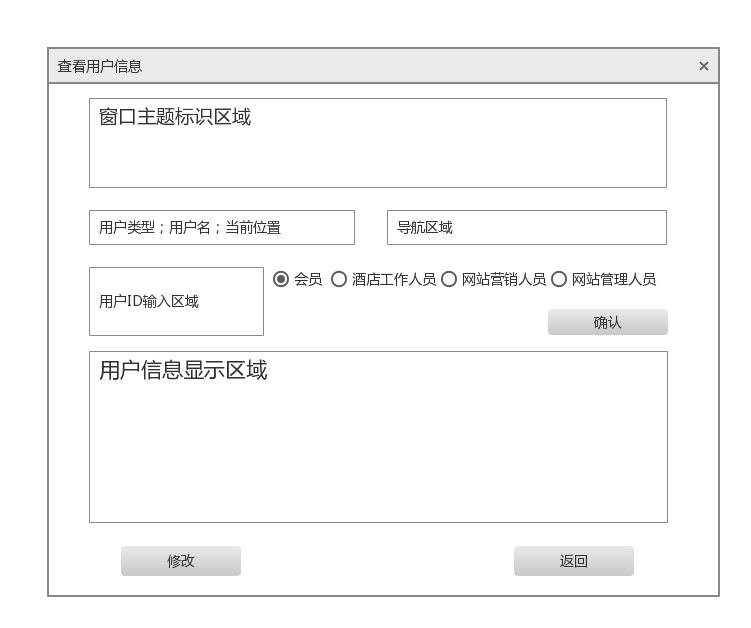 查看用户信息
窗口主题标识区域
用户类型；用户名；当前位置
导航区域
用户ID输入区域
会员 酒店工作人员 网站营销人员 网站管理人员
确认
用户信息显示区域
修改
返回